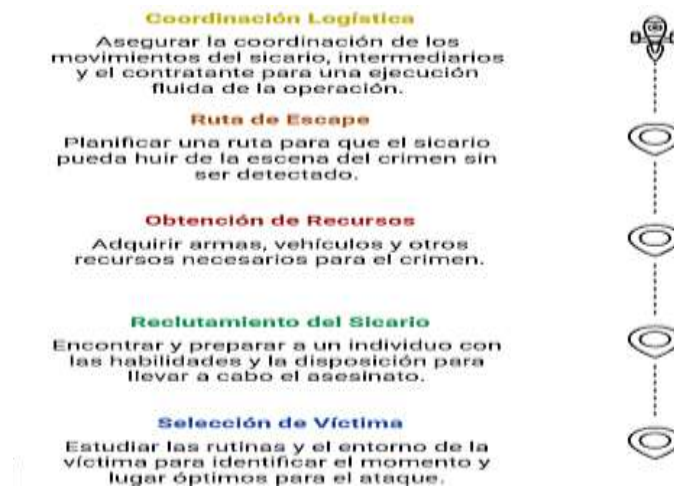 Coordinación Logística
Asegurar la coordinación de los
movimientos del sicario, intermediarios
y el contratante para una ejecución
fluida de la operación.
Ruta de Escape
Planificar una ruta para que el sicario
pueda huir de la escena del crimen sin
ser detectado.
Obtención de Recursos
Adquirir armas, vehículos y otros
recursos necesarios para el crimen.
Reclutamiento del Sicario
Encontrar y preparar a un individuo con
las habilidades y la disposición para
llevar a cabo el asesinato.
Selección de Víctima
Estudiar las rutinas y el entorno de la
víctima para identificar el momento y
lugar óptimos para el ataque.